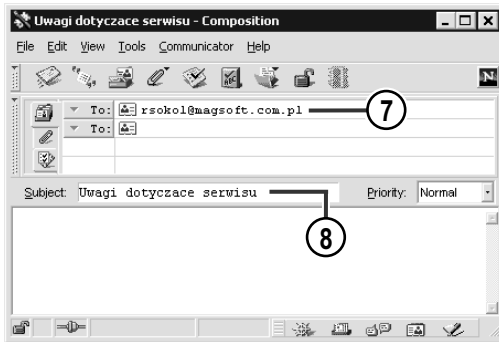 Uwagi dotyczace serwisu - Composition
File Edit View Tools Communicator Help
N
To: rsokol@magsoft.com.pl 7
To:
Subject: Uwagi dotyczace serwisu Priority: Normal
8